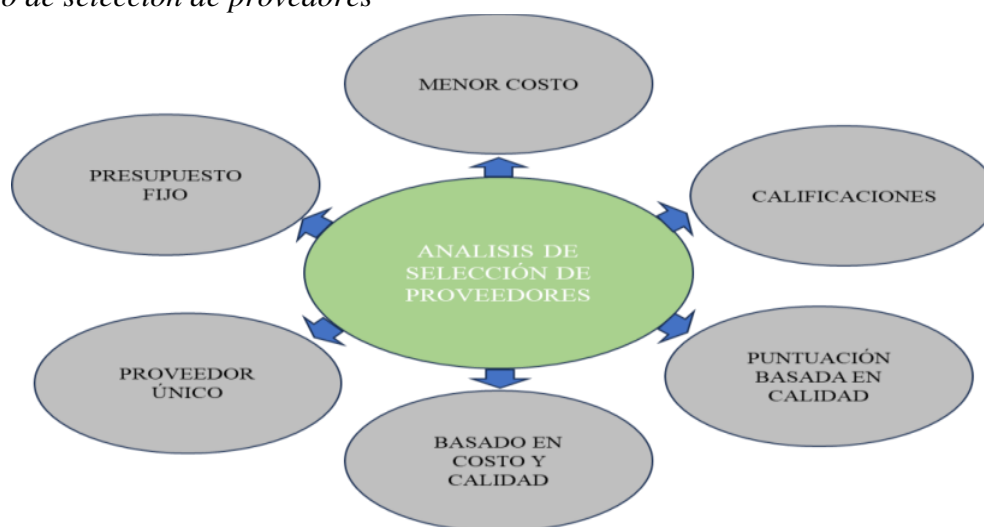 o de selección de provedores
MENOR COSTO
PRESUPUESTO
FIJO
CALIFICACIONES
ANALISIS DE
SELECCIÓN DE
PROVEEDORES
PROVEEDOR
ÚNICO
PUNTUACIÓN
BASADA EN
CALIDAD
BASADO EN
COSTO Y
CALIDAD